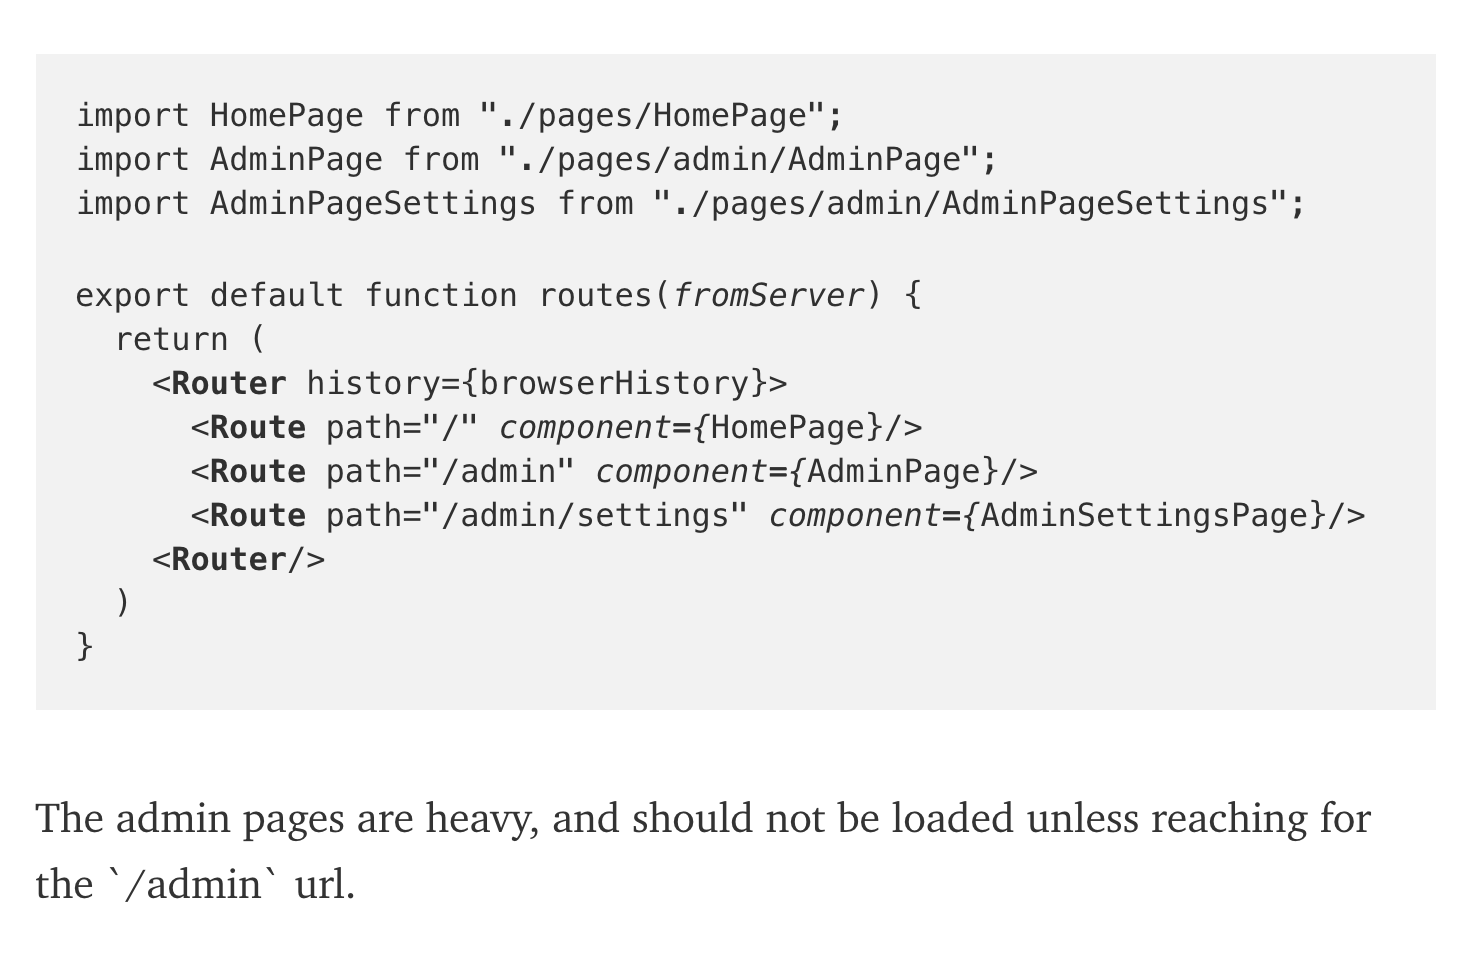 import HomePage from "./pages/HomePage";
import AdminPage from "./pages/admin/AdminPage";
import AdminPageSettings from "./pages/admin/AdminPageSettings";
export default function routes(fromServer) {
return (
<Router history={browserHistory}>
<Route path="/" component={HomePage}/>
<Route path="/admin" component={AdminPage}/>
<Route path="/admin/settings" component={AdminSettingsPage}/>
<Router/>
)
}
The admin pages are heavy, and should not be loaded unless reaching for
the `/admin` url.